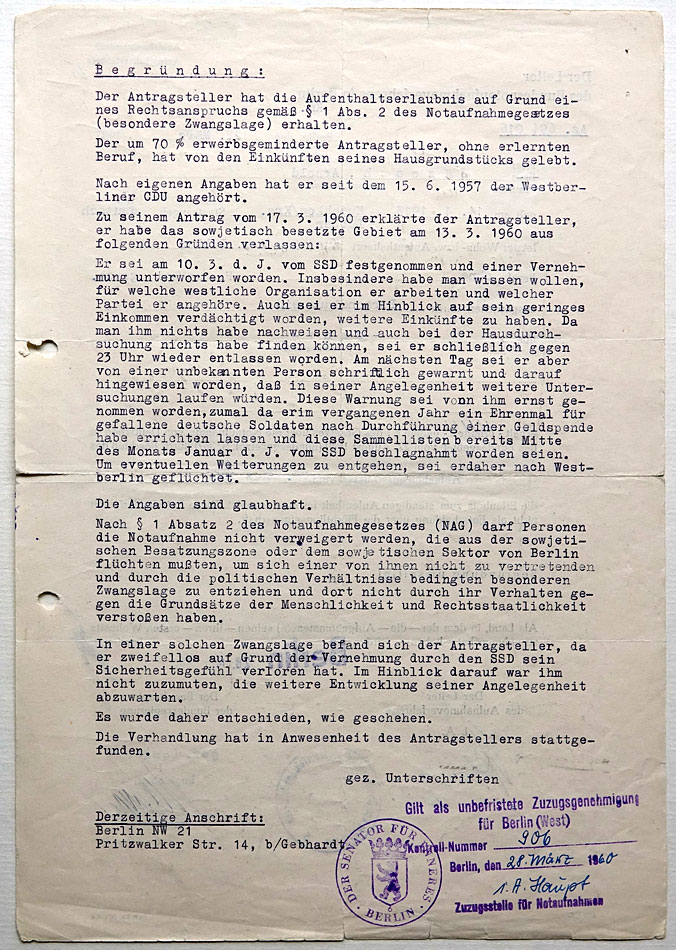 B e g r ü n d u n g :
Der Antragsteller hat die Aufenthaltserlaubnis auf Grund ei-
nes Rechtsanspruchs gemäß § 1 Abs. 2 des Notaufnahmegesetzes
(besondere Zwangslage) erhalten.
Der um 70 % erwerbsgeminderte Antragsteller, ohne erlernten
Beruf, hat von den Einkünften seines Hausgrundstücks gelebt.
Nach eigenen Angaben hat er seit dem 15. 6. 1957 der Westber-
liner CDU angehört.
Zu seinem Antrag vom 17. 3. 1960 erklärte der Antragsteller,
er habe das sowjetisch besetzte Gebiet am 13. 3. 1960 aus
folgenden Gründen verlassen:
Er sei am 10. 3. d. J. vom SSD festgenommen und einer Verneh-
mung unterworfen worden. Insbesindere habe man wissen wollen,
für welche westliche Organisation er arbeiten und welcher
Partei er angehöre. Auch sei er im Hinblick auf sein geringes
Einkommen verdächtigt worden, weitere Einkünfte zu haben. Da
man ihm nichts habe nachweisen und auch bei der Hausdurch-
suchung nichts habe finden können, sei er schließlich gegen
23 Uhr wieder entlassen worden. Am nächsten Tag sei er aber
von einer unbekannten Person schriftlich gewarnt und darauf
hingewiesen worden, daß in seiner Angelegenheit weitere Unter-
suchungen laufen würden. Diese Warnung sei vonn ihm ernst ge-
nommen worden,zumal da erim vergangenen Jahr ein Ehrenmal für
gefallene deutsche Soldaten nach Durchführung einer Geldspende
habe errichten lassen und diese Sammellisten bereits Mitte
des Monats Januar d. J. vom SSD beschlagnahmt worden seien.
Um eventuellen Weiterungen zu entgehen, sei erdaher nach West-
berlin geflüchtet.
Die Angaben sind glaubhaft.
Nach § 1 Absatz 2 des Notaufnahmegesetzes (NAG) darf Personen
die Notaufnahme nicht verweigert werden, die aus der sowjeti-
schen Besatzungszone oder dem sowjetischen Sektor von Berlin
flüchten mußten, um sich einer von ihnen nicht zu vertretenden
und durch die politischen Verhältnisse bedingten besonderen
Zwangslage zu entziehen und dort nicht durch ihr Verhalten ge-
gen die Grundsätze der Menschlichkeit und Rechtsstaatlichkeit
verstoßen haben.
In einer solchen Zwangslage befand sich der Antragsteller, da
er zweifellos auf Grund der Vernehmung durch den SSD sein
Sicherheitsgefühl verloren hat. Im Hinblick darauf war ihm
nicht zuzumuten, die weitere Entwicklung seiner Angelegenheit
abzuwarten.
Es wurde daher entschieden, wie geschehen.
Die Verhandlung hat in Anwesenheit des Antragstellers stattge-
funden.
gez. Unterschriften
Derzeitige Anschrift:
Berlin NW 21
Pritzwalker Str. 14, b/Gebhardt
Gilt als unbefristete Zuzugsgenehmigung
für Berlin (West)
Kontroll-Nummer 906
Berlin, den 28. März 1960
i. A. Haupt
Zuzugsstelle für Notaufnahmen
DER SENATOR FÜR INNERES
BERLIN